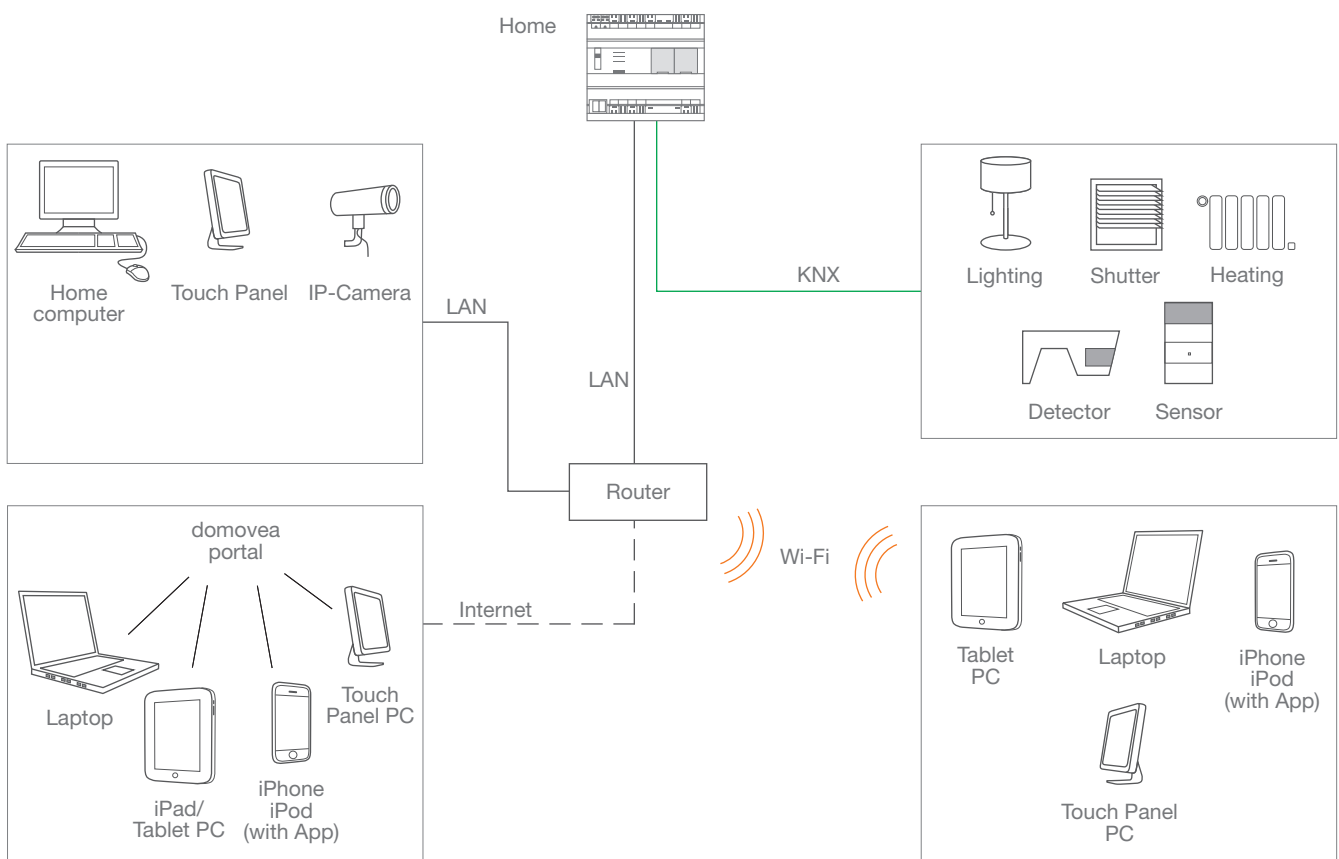 Home
Home
computer
Touch Panel
IP-Camera
LAN
KNX
LAN
Lighting
Shutter
Heating
Detector
Sensor
Router
Wi-Fi
Internet
domovea
portal
Laptop
iPad/
Tablet PC
iPhone
iPod
(with App)
Touch
Panel PC
Tablet
PC
Laptop
iPhone
iPod
(with App)
Touch Panel
PC